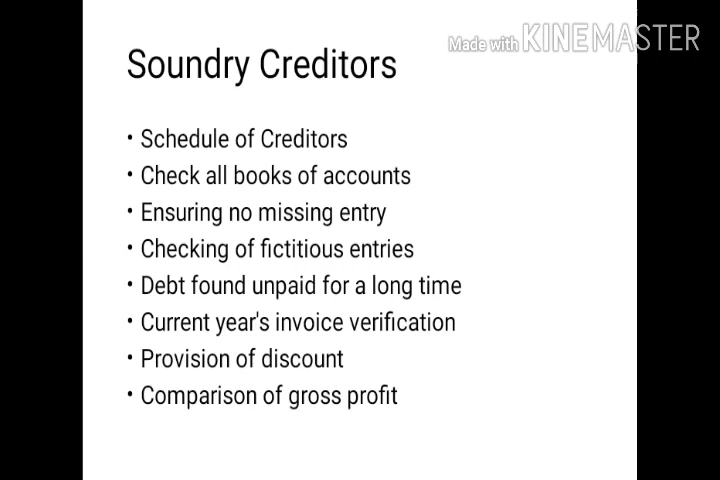 Made with KINEMASTER
Soundry Creditors
• Schedule of Creditors
• Check all books of accounts
• Ensuring no missing entry
• Checking of fictitious entries
• Debt found unpaid for a long time
• Current year's invoice verification
• Provision of discount
• Comparison of gross profit